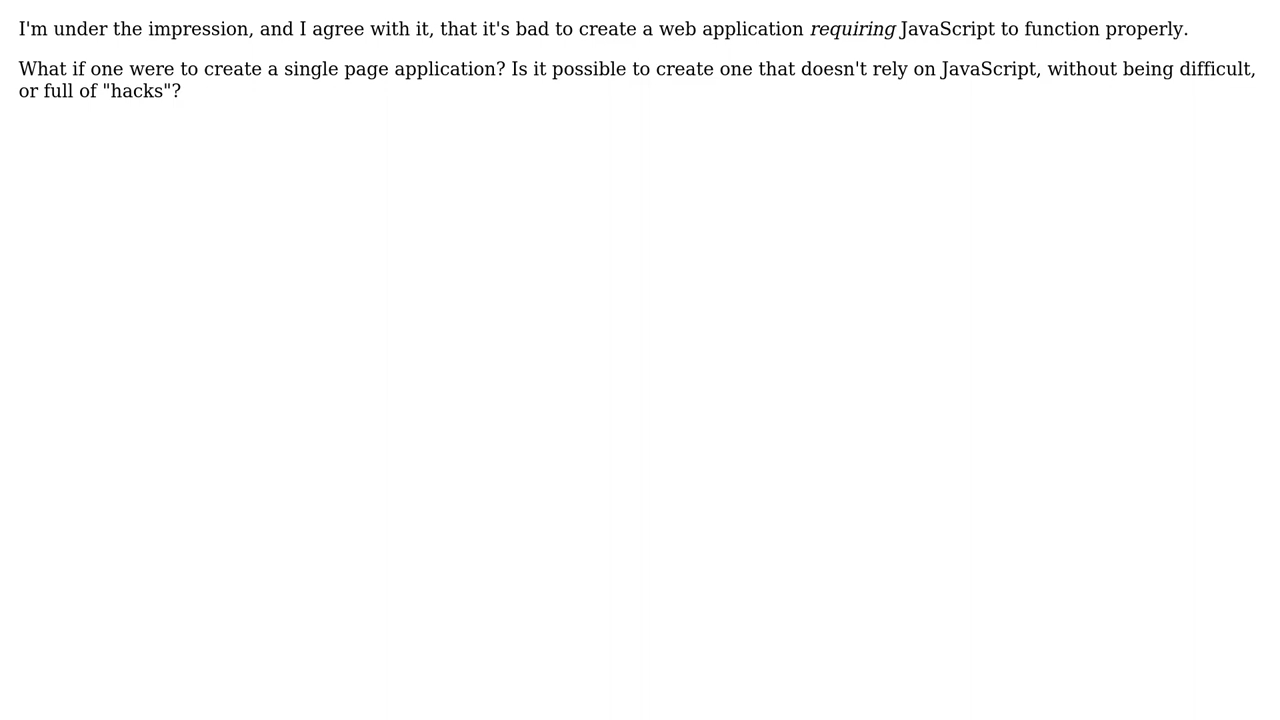 I'm under the impression, and I agree with it, that it's bad to create a web application requiring JavaScript to function properly.
What if one were to create a single page application? Is it possible to create one that doesn't rely on JavaScript, without being difficult,
or full of "hacks"?